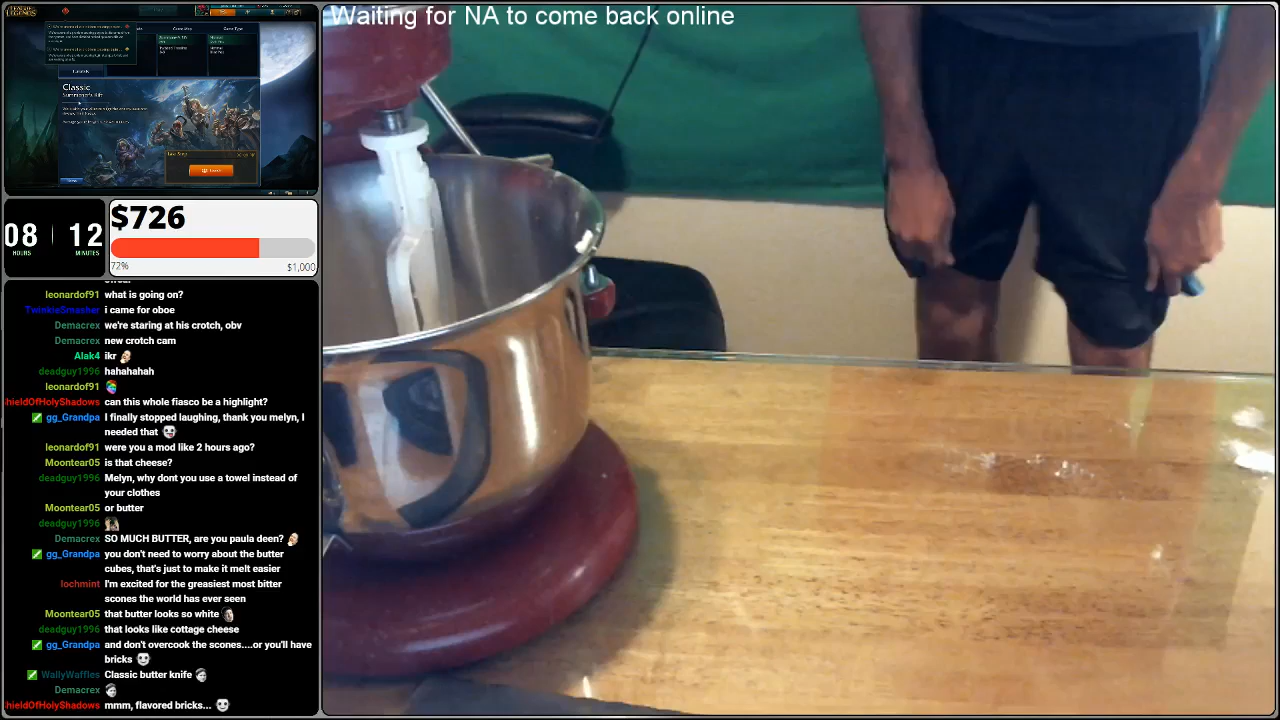 Waiting for NA to come back online
LEGENDS
Classic
Summoner's Rift
08 12
HOURS MINUTES
$726
72% $1,000
leonardof91 what is going on?
TwinkleSmasher i came for oboe
Demacrex we're staring at his crotch, obv
Demacrex new crotch cam
Alak4 ikr
deadguy1996 hahahahah
leonardof91
hieldOfHolyShadows can this whole fiasco be a highlight?
gg_Grandpa I finally stopped laughing, thank you melyn, I
needed that
leonardof91 were you a mod like 2 hours ago?
Moontear05 is that cheese?
deadguy1996 Melyn, why dont you use a towel instead of
your clothes
Moontear05 or butter
deadguy1996
Demacrex SO MUCH BUTTER, are you paula deen?
gg_Grandpa you don't need to worry about the butter
cubes, that's just to make it melt easier
lochmint I'm excited for the greasiest most bitter
scones the world has ever seen
Moontear05 that butter looks so white
deadguy1996 that looks like cottage cheese
gg_Grandpa and don't overcook the scones....or you'll have
bricks
WallyWaffles Classic butter knife
Demacrex
hieldOfHolyShadows mmm, flavored bricks...